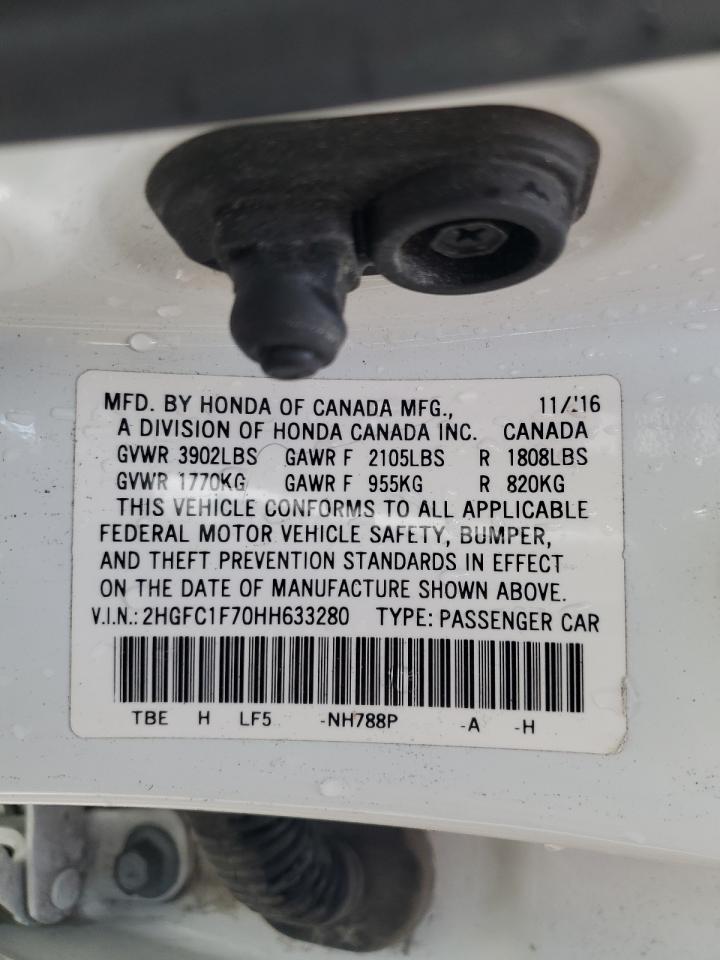 MFD. BY HONDA OF CANADA MFG., 11/'16
A DIVISION OF HONDA CANADA INC. CANADA
GVWR 3902LBS GAWR F 2105LBS R 1808LBS
GVWR 1770KG GAWR F 955KG R 820KG
THIS VEHICLE CONFORMS TO ALL APPLICABLE
FEDERAL MOTOR VEHICLE SAFETY, BUMPER,
AND THEFT PREVENTION STANDARDS IN EFFECT
ON THE DATE OF MANUFACTURE SHOWN ABOVE.
V.I.N.: 2HGFC1F70HH633280 TYPE: PASSENGER CAR
TBE H LF5 -NH788P -A -H